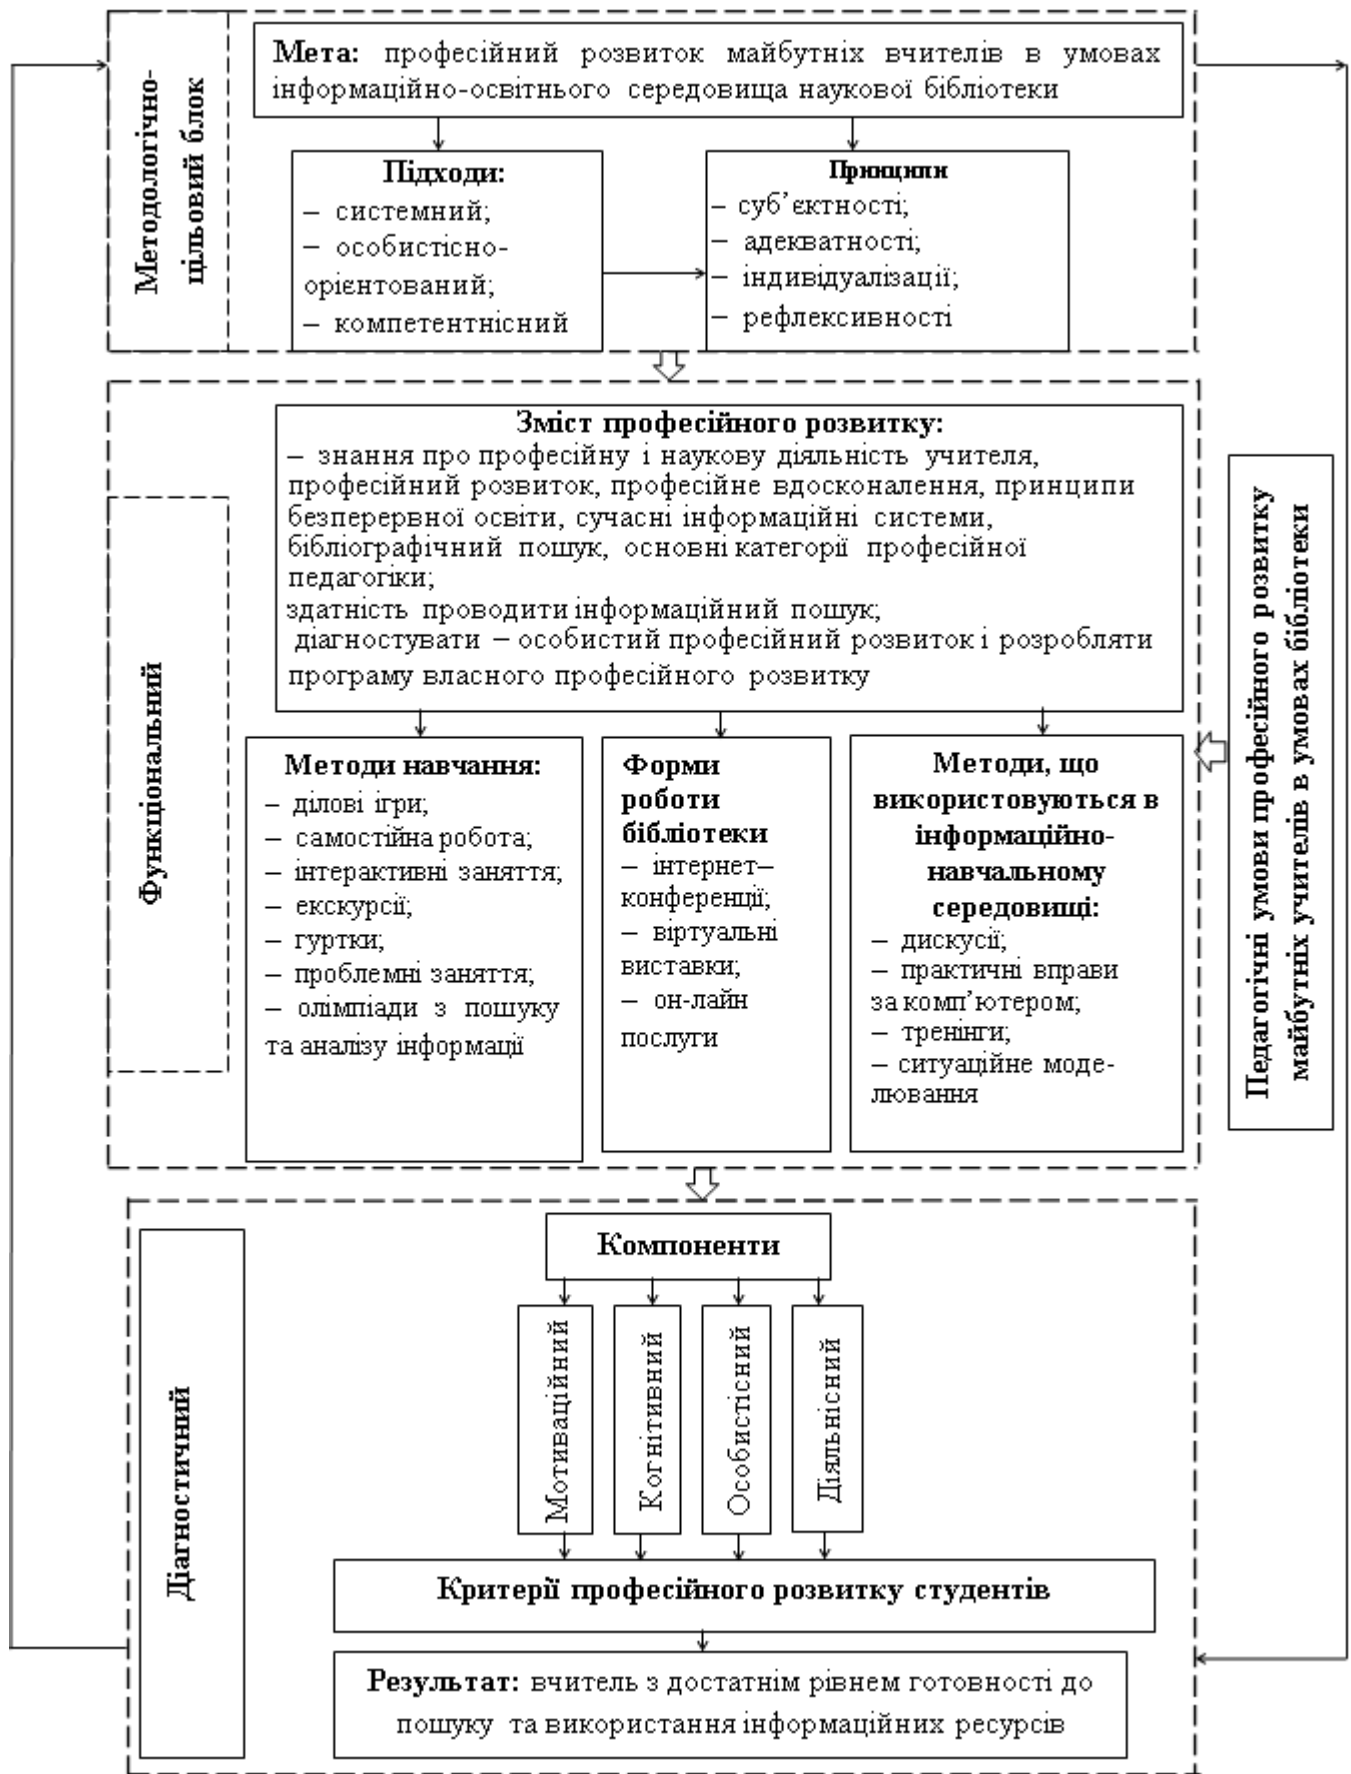 Методологічно-
цільовий блок
Мета: професійний розвиток майбутніх вчителів в умовах
інформаційно-освітнього середовища наукової бібліотеки
Підходи:
– системний;
– особистісно-
орієнтований;
– компетентнісний
Принципи
– суб’єктності;
– адекватності;
– індивідуалізації;
– рефлексивності
Функціональний
Зміст професійного розвитку:
– знання про професійну і наукову діяльність учителя,
професійний розвиток, професійне вдосконалення, принципи
безперервної освіти, сучасні інформаційні системи,
бібліографічний пошук, основні категорії професійної
педагогіки;
здатність проводити інформаційний пошук;
діагностувати – особистий професійний розвиток і розробляти
програму власного професійного розвитку
Методи навчання:
– ділові ігри;
– самостійна робота;
– інтерактивні заняття;
– екскурсії;
– гуртки;
– проблемні заняття;
– олімпіади з пошуку
та аналізу інформації
Форми
роботи
бібліотеки
– інтернет–
конференції;
– віртуальні
виставки;
– он-лайн
послуги
Методи, що
використовуються в
інформаційно-
навчальному
середовищі:
– дискусії;
– практичні вправи
за комп’ютером;
– тренінги;
– ситуаційне моде-
лювання
Педагогічні умови професійного розвитку
майбутніх учителів в умовах бібліотеки
Діагностичний
Компоненти
Мотиваційний
Когнітивний
Особистісний
Діяльнісний
Критерії професійного розвитку студентів
Результат: вчитель з достатнім рівнем готовності до
пошуку та використання інформаційних ресурсів